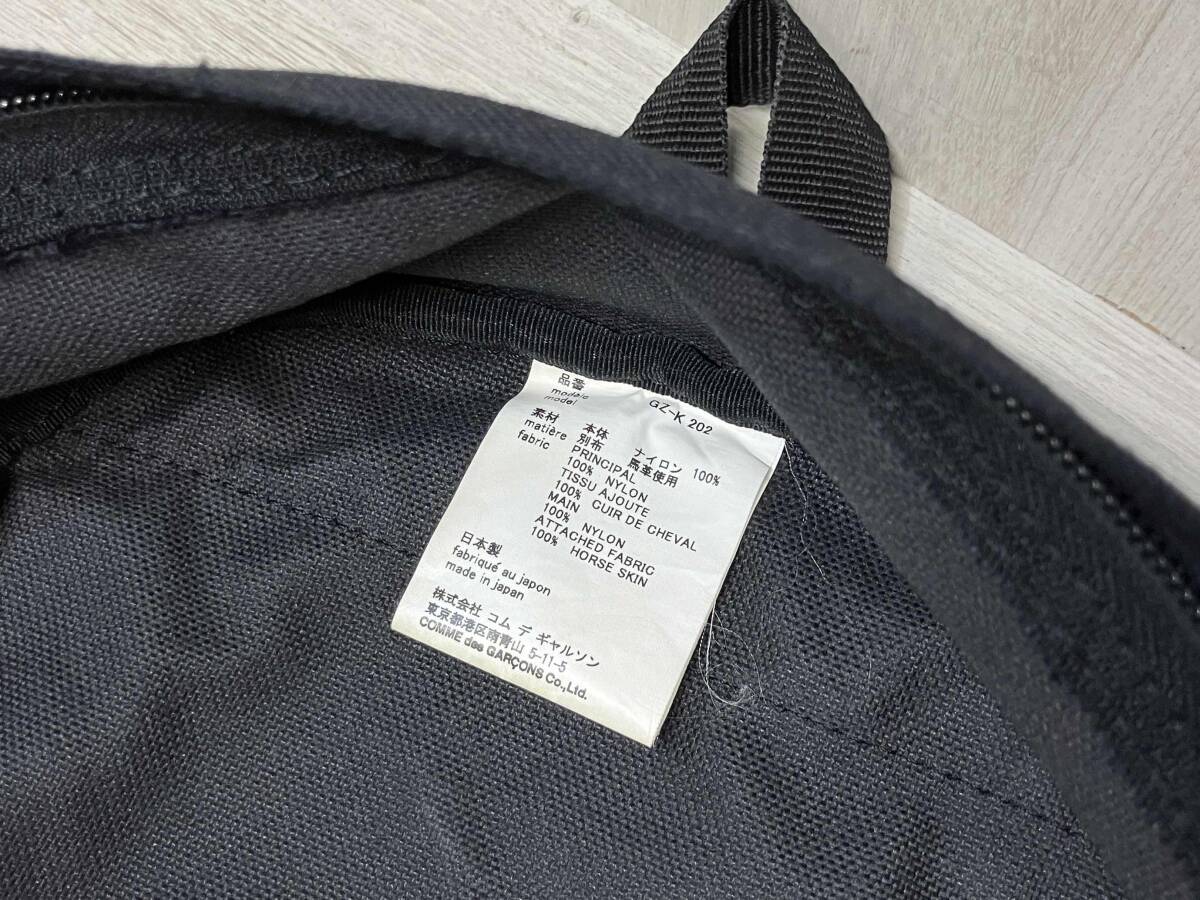 品番
modèle
model
GZ-K 202
素材
matière
fabric
本体 ナイロン 100%
別布 馬革使用
PRINCIPAL
100% NYLON
TISSU AJOUTE
100% CUIR DE CHEVAL
MAIN
100% NYLON
ATTACHED FABRIC
100% HORSE SKIN
日本製
fabriqué au japon
made in japan
株式会社 コム デ ギャルソン
東京都港区南青山 5-11-5
COMME des GARÇONS Co.,Ltd.